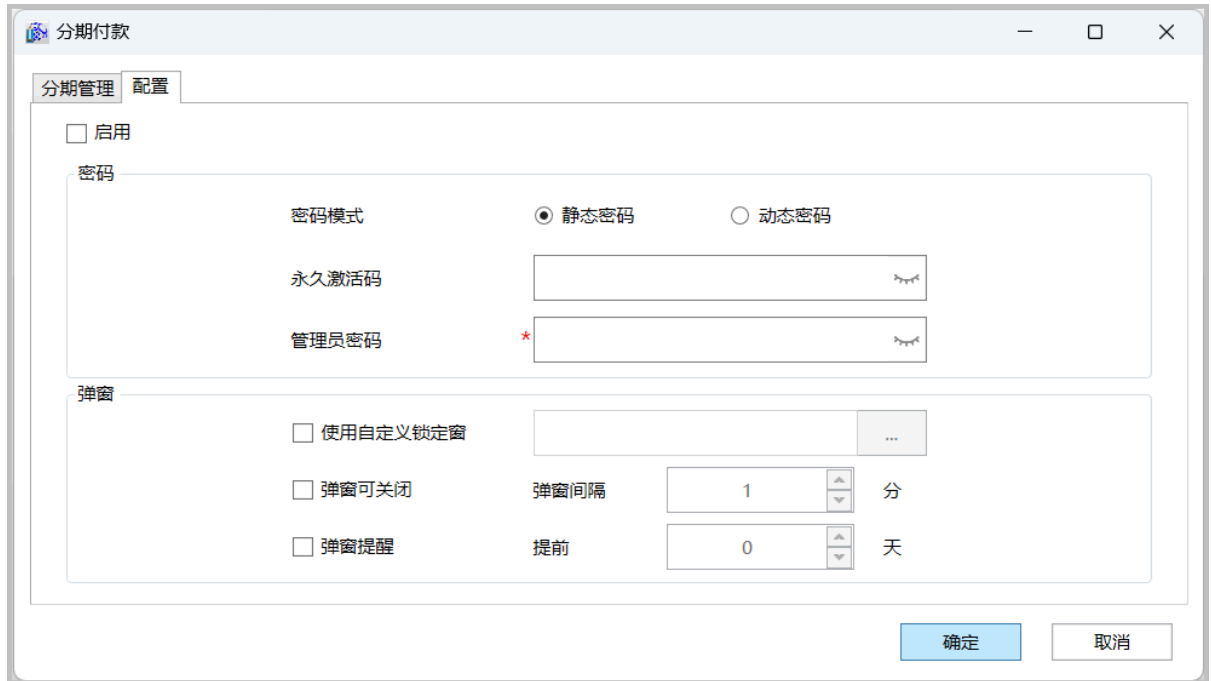 分期付款
分期管理 配置
启用
密码
密码模式 静态密码 动态密码
永久激活码
管理员密码 *
弹窗
使用自定义锁定窗 ...
弹窗可关闭 弹窗间隔 1 分
弹窗提醒 提前 0 天
确定 取消